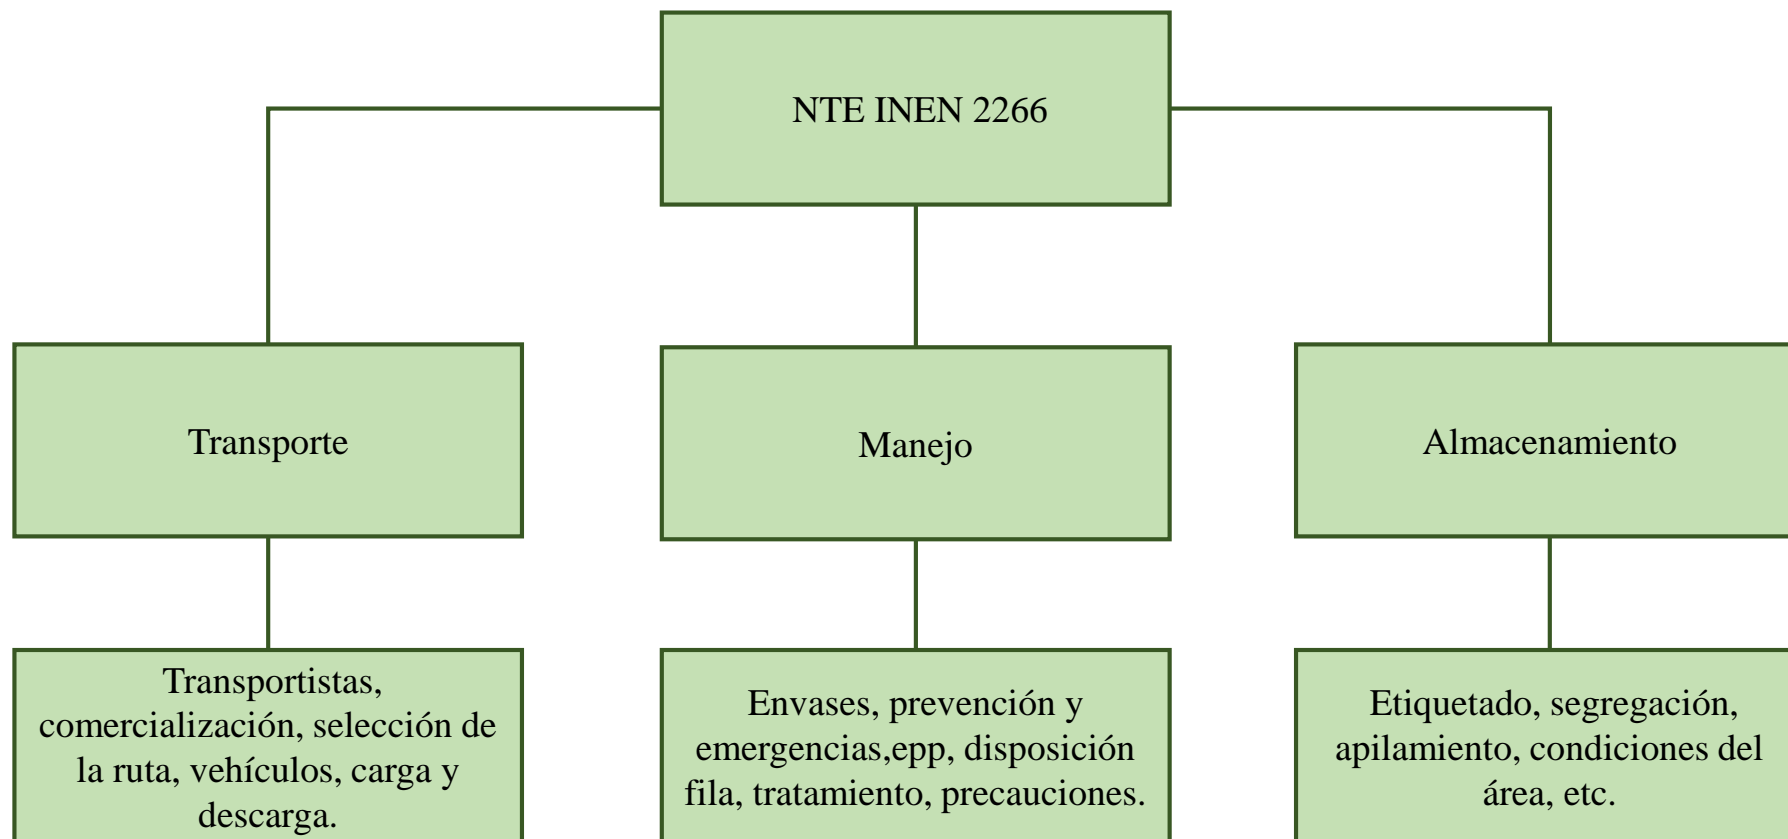 NTE INEN 2266
Transporte
Manejo
Almacenamiento
Transportistas,
comercialización, selección de
la ruta, vehículos, carga y
descarga.
Envases, prevención y
emergencias,epp, disposición
fila, tratamiento, precauciones.
Etiquetado, segregación,
apilamiento, condiciones del
área, etc.